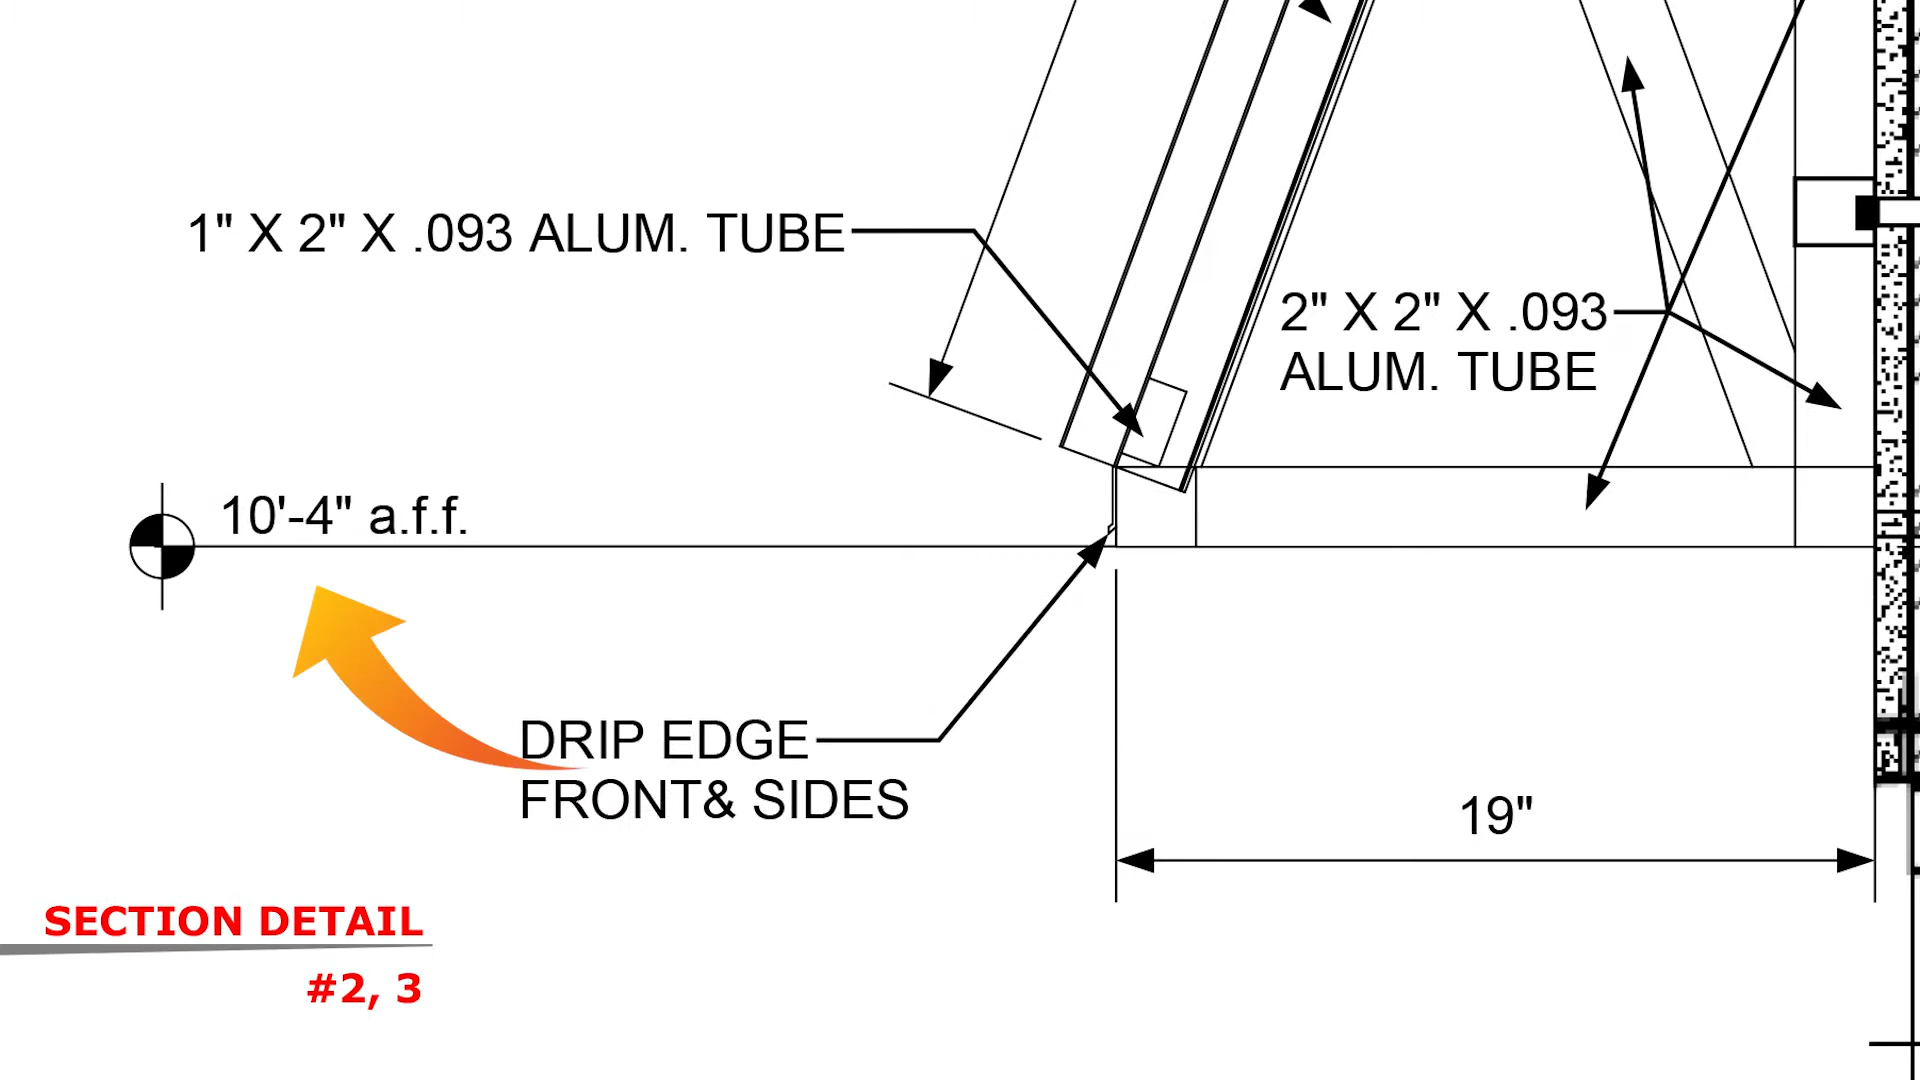 1" X 2" X .093 ALUM. TUBE
2" X 2" X .093
ALUM. TUBE
10'-4" a.f.f.
DRIP EDGE
FRONT& SIDES
19"
SECTION DETAIL
#2, 3